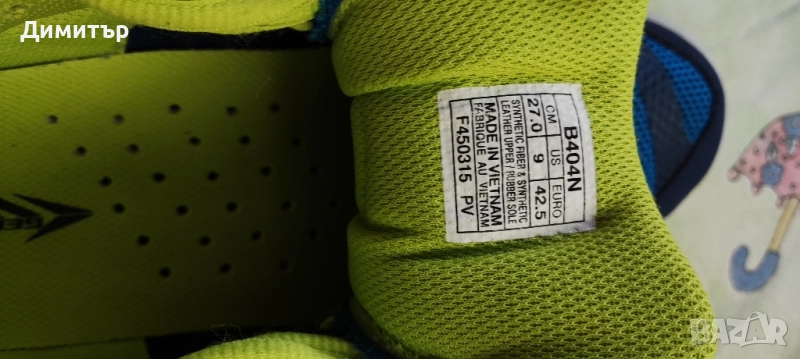 Димитър
B404N
CM US EURO
27.0 9 42.5
SYNTHETIC FIBER & SYNTHETIC
LEATHER UPPER / RUBBER SOLE
MADE IN VIETNAM
FABRIQUE AU VIETNAM
F450315 PV
BAZAR